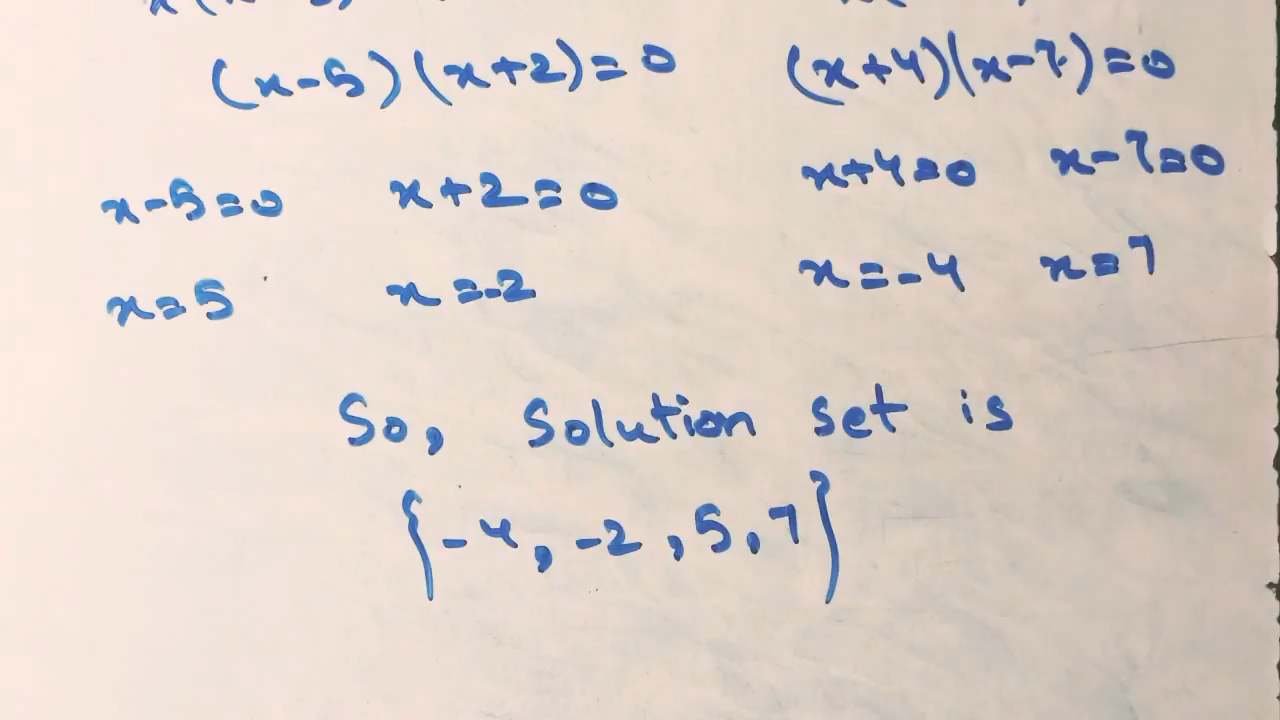 (x-5)(x+2)=0 (x+4)(x-7)=0
x-5=0 x+2=0 x+4=0 x-7=0
x=5 x=-2 x=-4 x=7
So, Solution set is
{-4, -2, 5, 7}